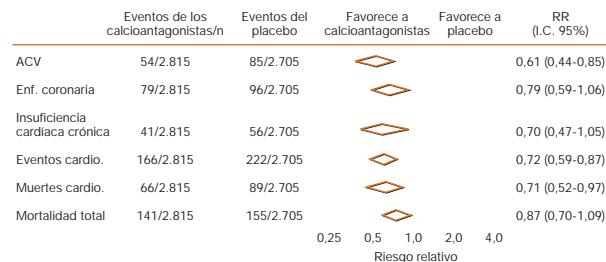 Eventos de los calcioantagonistas/n	Eventos del placebo	Favorece a calcioantagonistas	Favorece a placebo	RR (I.C. 95%)
ACV	54/2.815	85/2.705	0,61 (0,44-0,85)
Enf. coronaria	79/2.815	96/2.705	0,79 (0,59-1,06)
Insuficiencia
cardíaca crónica	41/2.815	56/2.705	0,70 (0,47-1,05)
Eventos cardio.	166/2.815	222/2.705	0,72 (0,59-0,87)
Muertes cardio.	66/2.815	89/2.705	0,71 (0,52-0,97)
Mortalidad total	141/2.815	155/2.705	0,87 (0,70-1,09)
0,25	0,5	1,0	2,0	4,0
Riesgo relativo